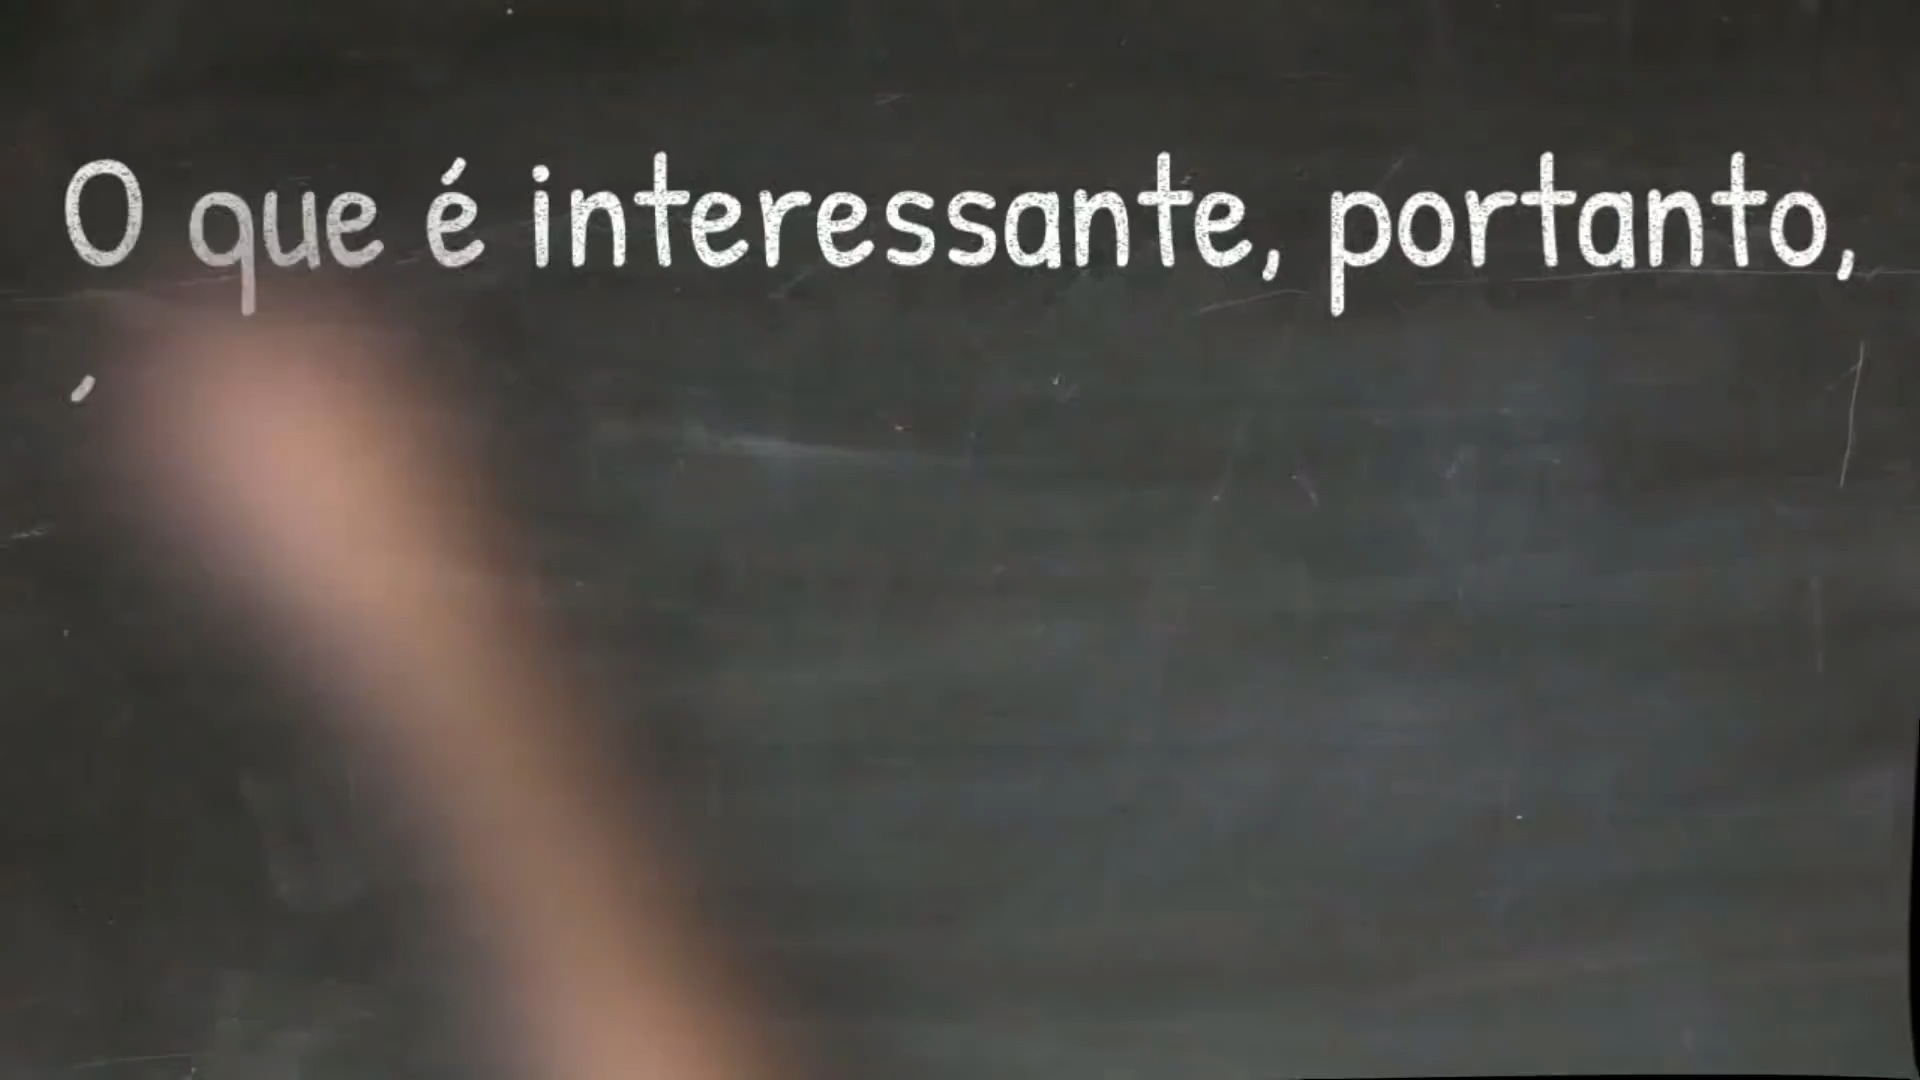 O que é interessante, portanto,